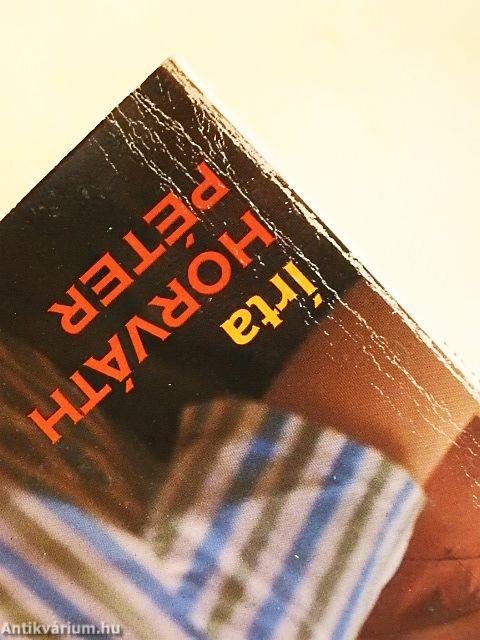 írta
HORVÁTH
PÉTER
Antikvárium.hu